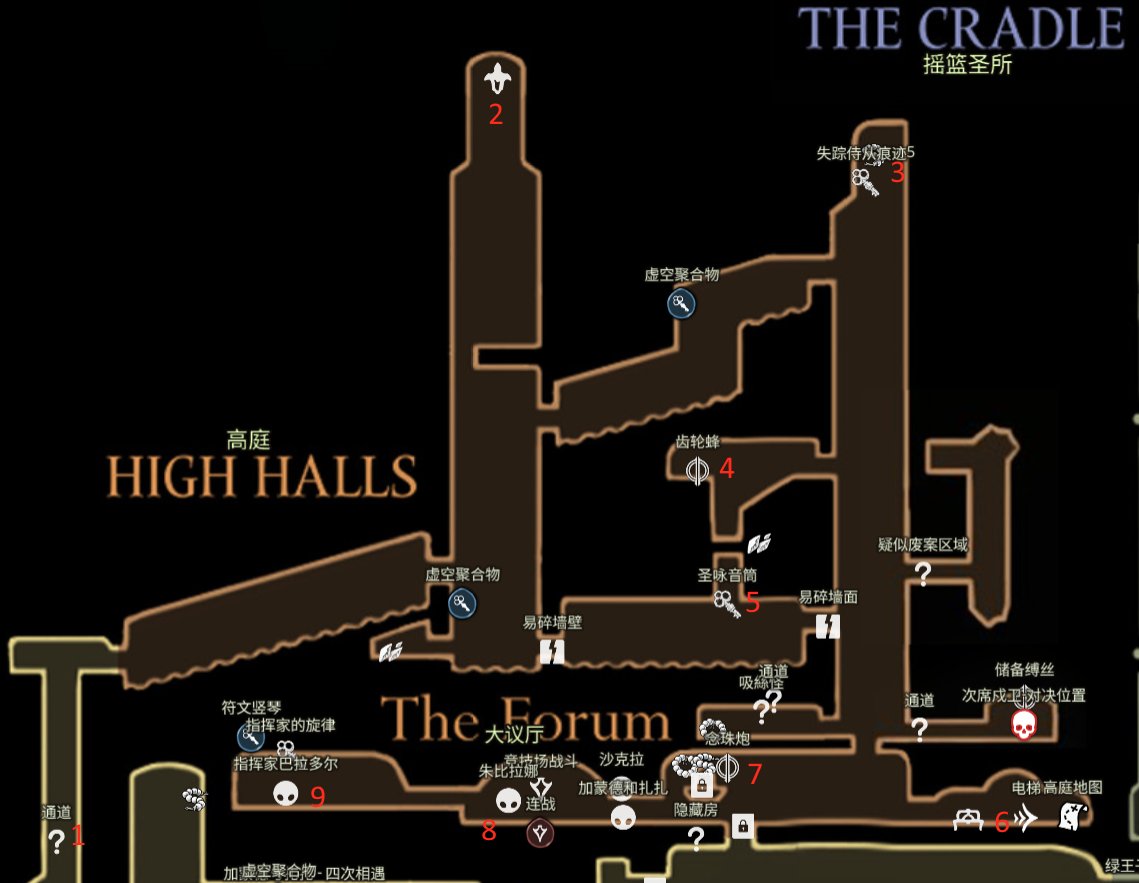 THE CRADLE
摇篮圣所
2
失踪侍从痕迹5
3
虚空聚合物
高庭
HIGH HALLS
齿轮蜂
4
疑似废案区域
虚空聚合物
圣咏音筒
5
易碎墙面
易碎墙壁
通道
吸絲怪
储备缚丝
次席戍卫对决位置
通道
The Forum
大议厅
符文竖琴
指挥家的旋律
念珠炮
指挥家巴拉多尔
竞技场战斗
沙克拉
朱比拉娜
7
加蒙德和扎扎
电梯
高庭地图
9
连战
隐藏房
6
通道
1
8
虚空聚合物
四次相遇
绿王